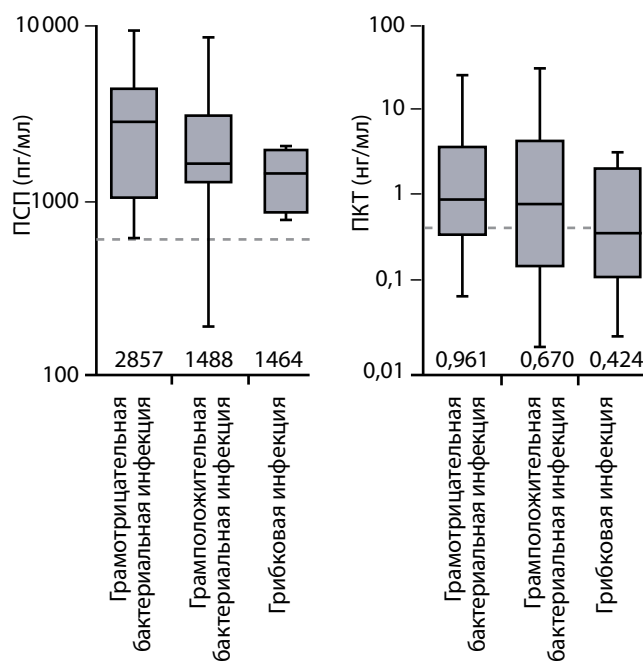 ПСП (пг/мл)
10 000
1000
100
2857 1488 1464
Грамотрицательная
бактериальная инфекция
Грамположительная
бактериальная инфекция
Грибковая инфекция
ПКТ (нг/мл)
100
10
1
0,1
0,01
0,961 0,670 0,424
Грамотрицательная
бактериальная инфекция
Грамположительная
бактериальная инфекция
Грибковая инфекция